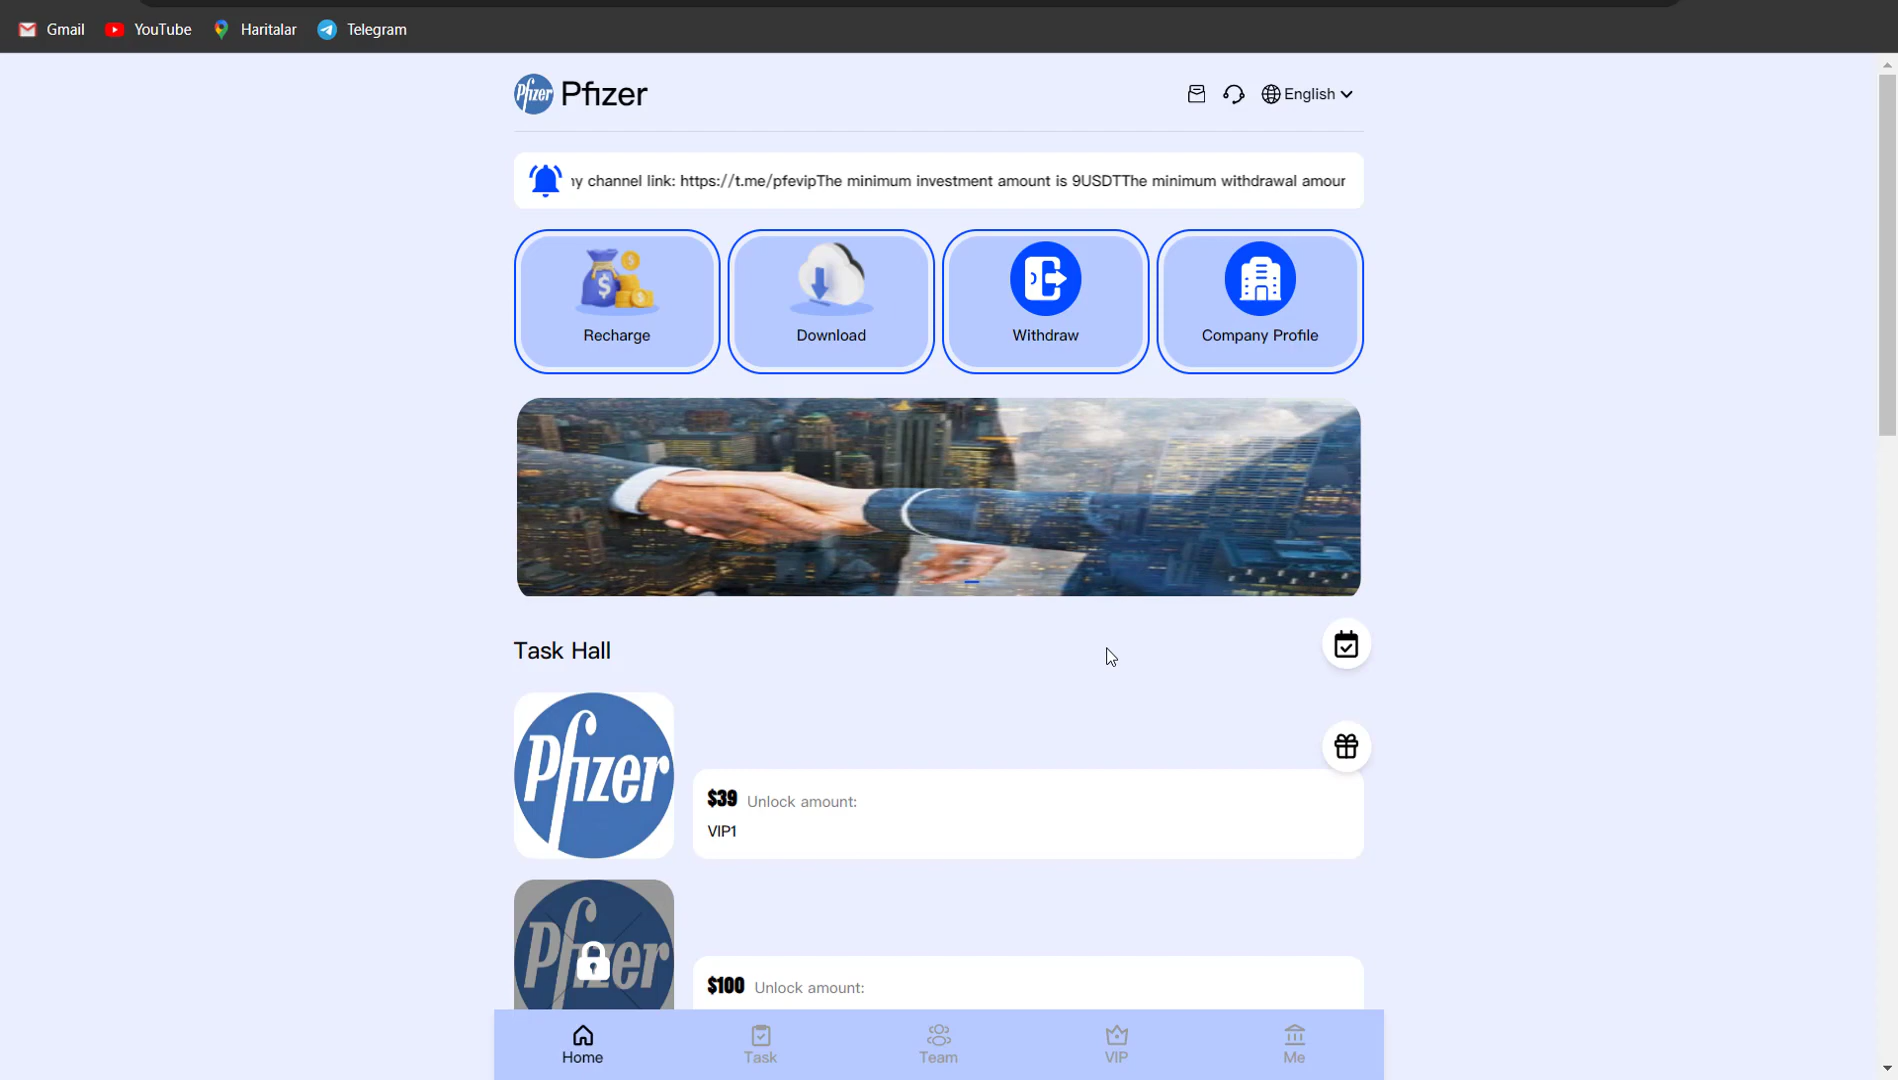 Gmail YouTube Haritalar Telegram
Pfizer Pfizer English
ny channel link: https://t.me/pfevipThe minimum investment amount is 9USDTThe minimum withdrawal amour
Recharge Download Withdraw Company Profile
Task Hall
Pfizer
$39 Unlock amount:
VIP1
Pfizer
$100 Unlock amount:
Home Task Team VIP Me